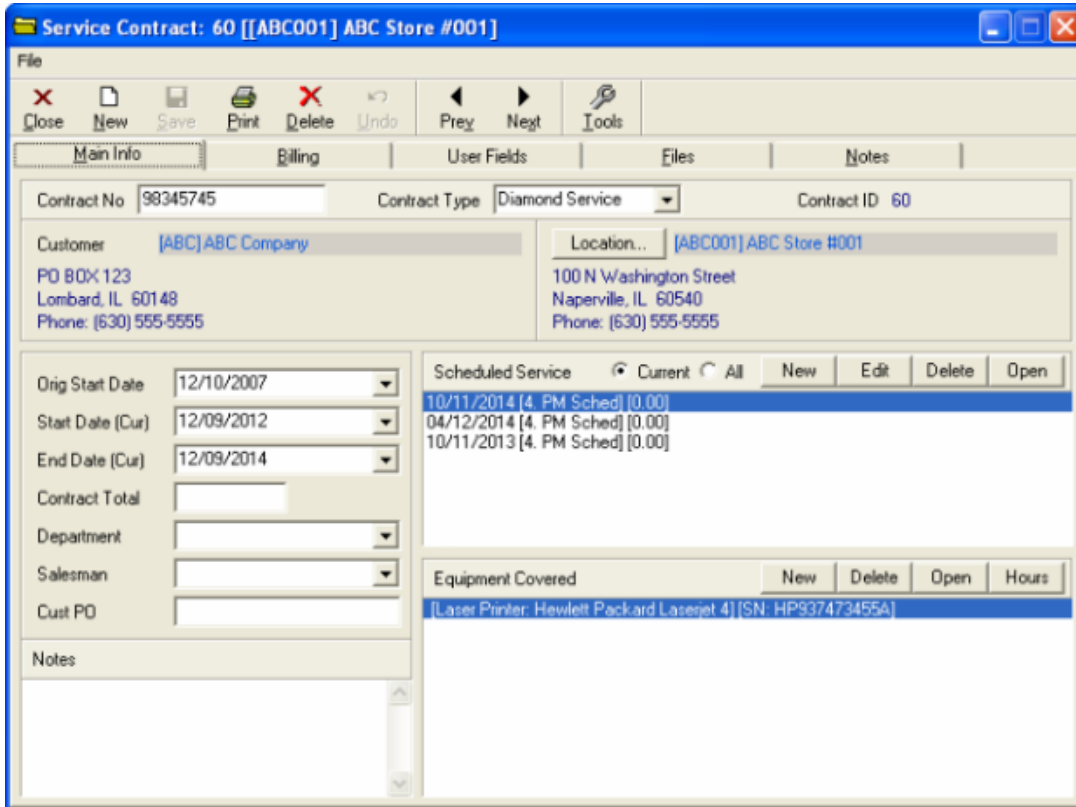 Service Contract: 60 [[ABC001] ABC Store #001]
File
Close New Save Print Delete Undo Prev Next Tools
Main Info Billing User Fields Files Notes
Contract No 98345745 Contract Type Diamond Service Contract ID 60
Customer [ABC] ABC Company
PO BOX 123
Lombard, IL 60148
Phone: (630) 555-5555
Location... [ABC001] ABC Store #001
100 N Washington Street
Naperville, IL 60540
Phone: (630) 555-5555
Orig Start Date 12/10/2007
Start Date (Cur) 12/09/2012
End Date (Cur) 12/09/2014
Contract Total
Department
Salesman
Cust PO
Notes
Scheduled Service Current All New Edit Delete Open
10/11/2014 [4. PM Sched] [0.00]
04/12/2014 [4. PM Sched] [0.00]
10/11/2013 [4. PM Sched] [0.00]
Equipment Covered New Delete Open Hours
[Laser Printer: Hewlett Packard Laserjet 4] [SN: HP937473455A]